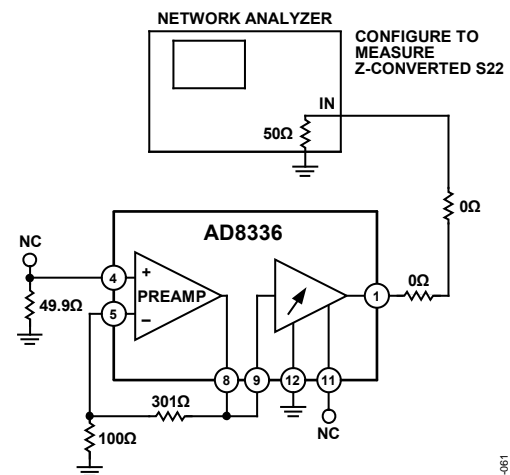 NETWORK ANALYZER
CONFIGURE TO
MEASURE
Z-CONVERTED S22
IN
50Ω
0Ω
NC
AD8336
0Ω
4
+
PREAMP
1
49.9Ω
5
–
8
9
12
11
301Ω
100Ω
NC
-061